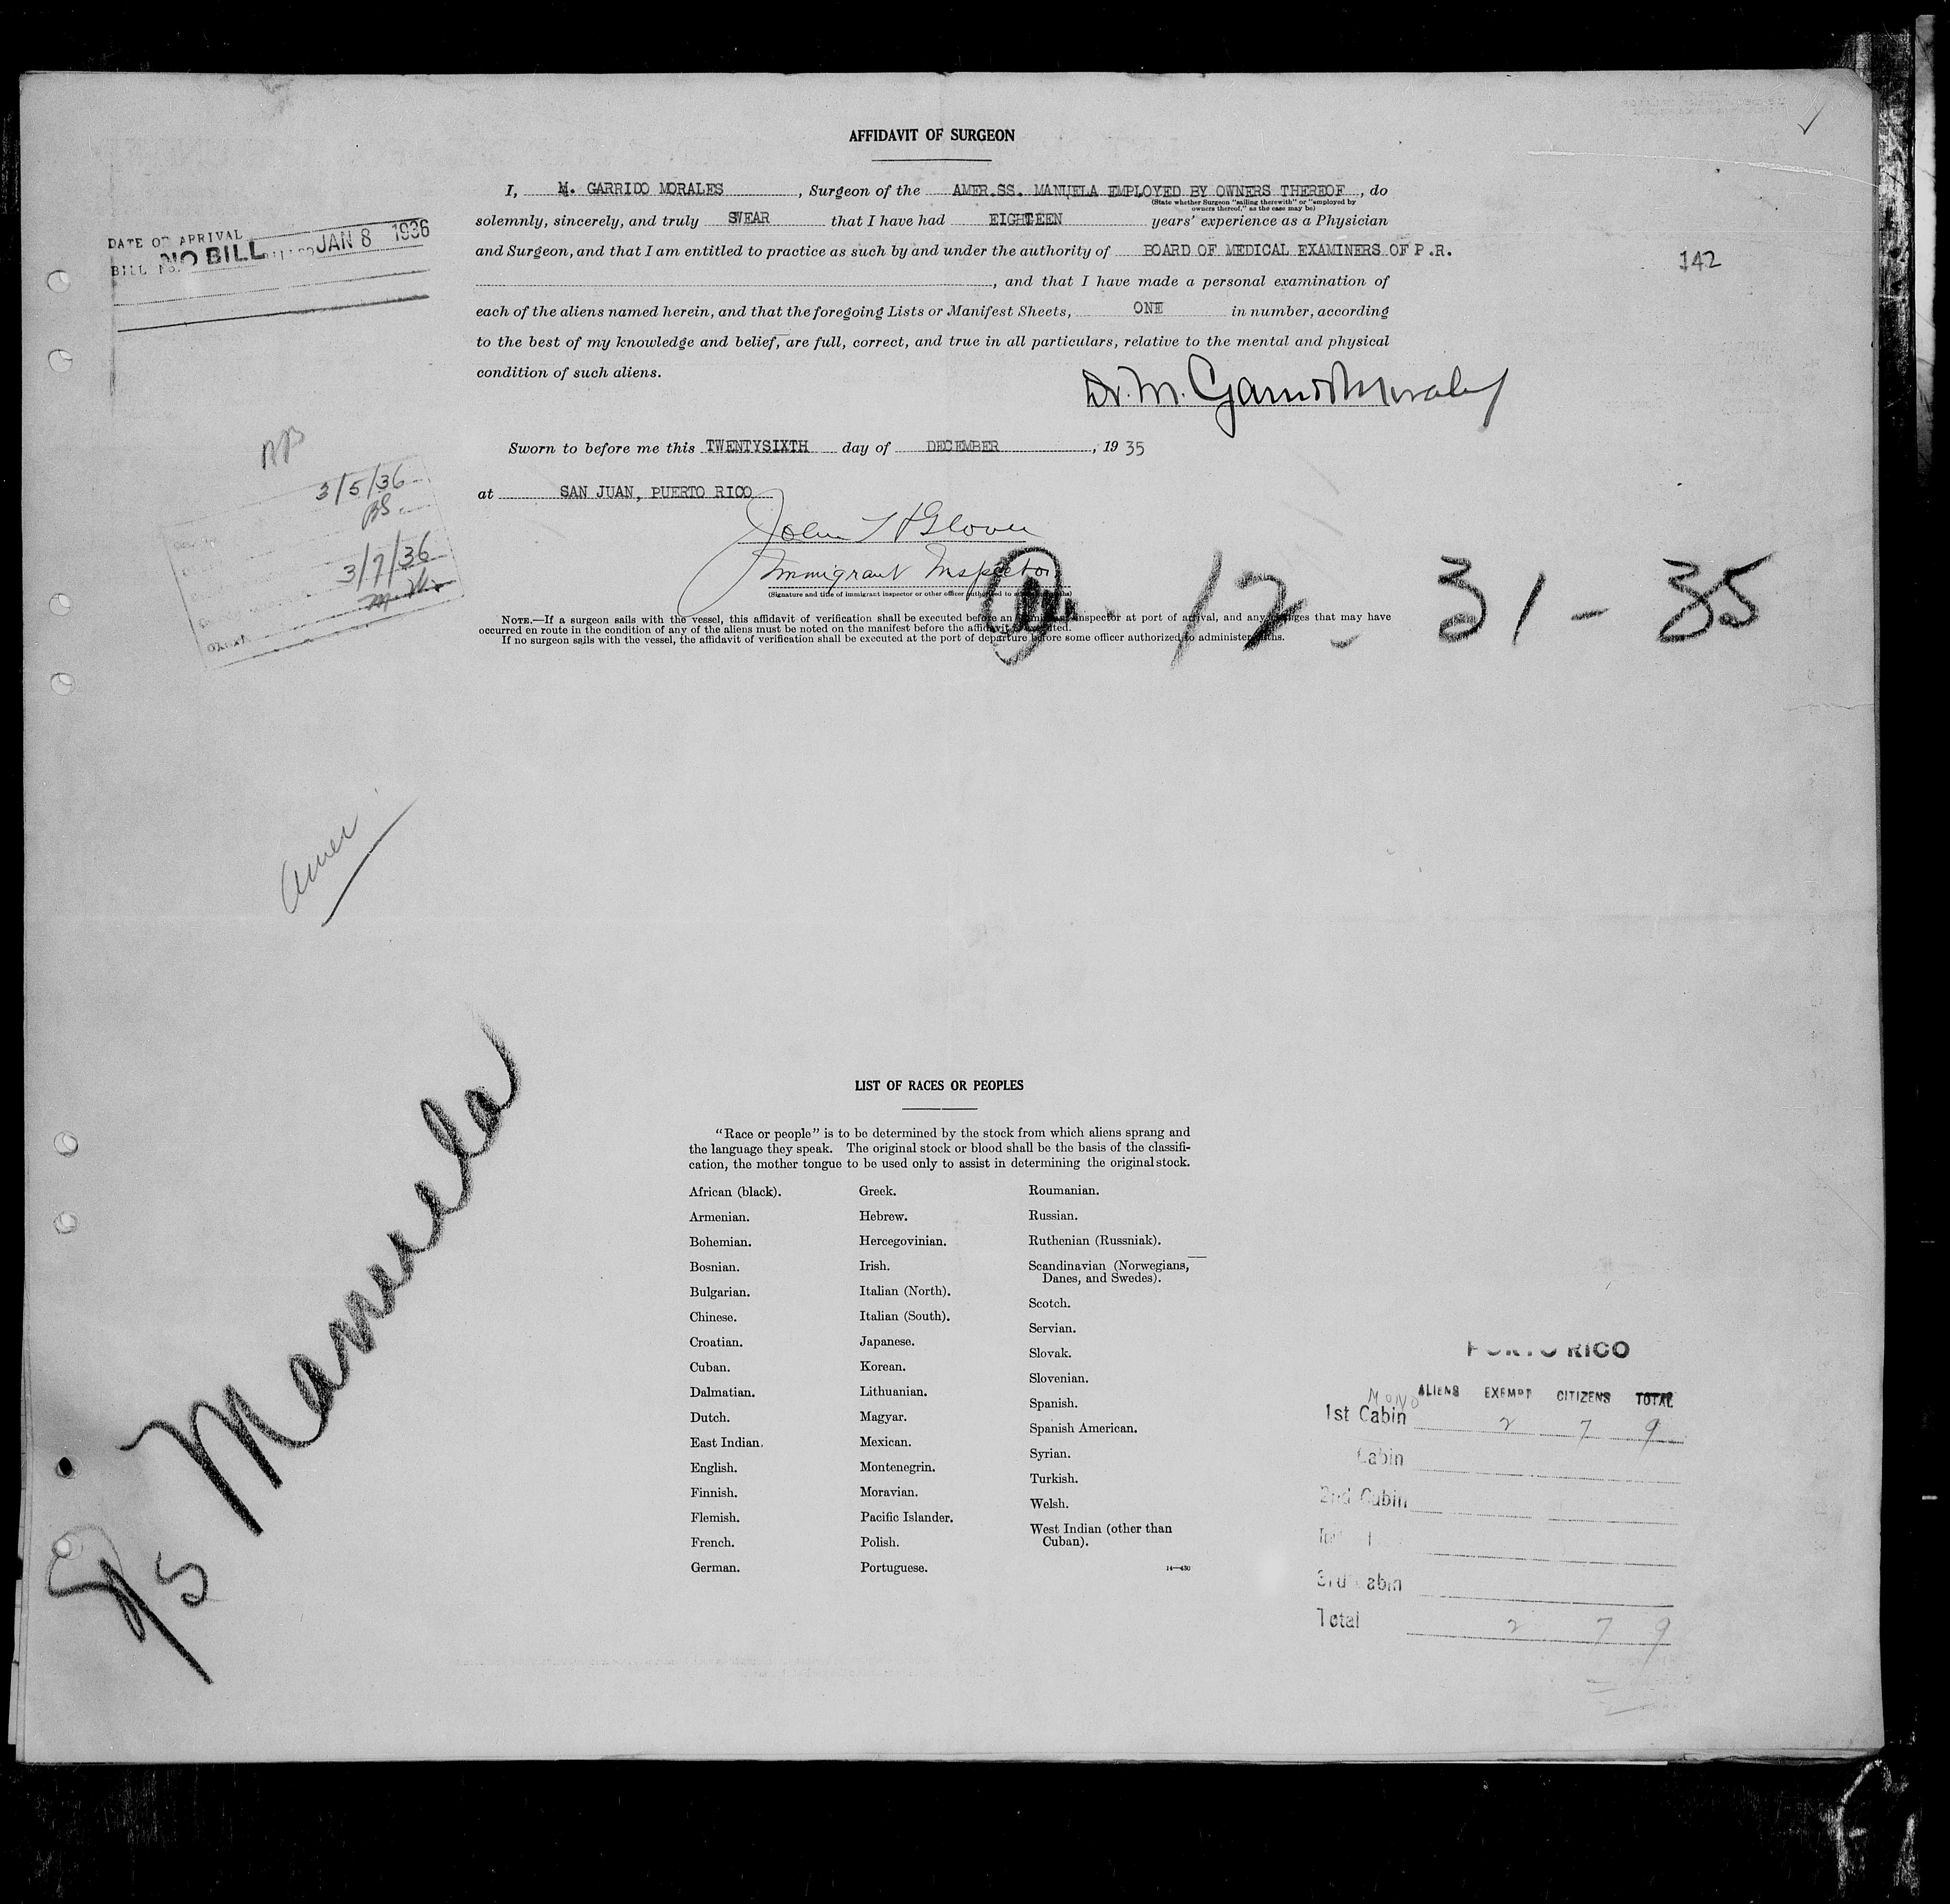 AFFIDAVIT OF SURGEON
I, M. GARRIDO MORALES, Surgeon of the AMER.SS. MANUELA EMPLOYED BY OWNERS THEREOF, do
(State whether Surgeon "sailing therewith" or "employed by
owners thereof," as the case may be)
solemnly, sincerely, and truly SWEAR that I have had EIGHTEEN years' experience as a Physician
and Surgeon, and that I am entitled to practice as such by and under the authority of BOARD OF MEDICAL EXAMINERS OF P.R.
, and that I have made a personal examination of
each of the aliens named herein, and that the foregoing Lists or Manifest Sheets, ONE in number, according
to the best of my knowledge and belief, are full, correct, and true in all particulars, relative to the mental and physical
condition of such aliens.
Dr. M. Garrido Morales
Sworn to before me this TWENTYSIXTH day of DECEMBER, 1935
at SAN JUAN, PUERTO RICO
John H Glover
Immigrant Inspector
(Signature and title of immigrant inspector or other officer authorized to administer oaths)
NOTE.—If a surgeon sails with the vessel, this affidavit of verification shall be executed before an immigrant inspector at port of arrival, and any changes that may have
occurred en route in the condition of any of the aliens must be noted on the manifest before the affidavit is executed.
If no surgeon sails with the vessel, the affidavit of verification shall be executed at the port of departure before some officer authorized to administer oaths.
DATE OF ARRIVAL
BILL NO.
NO BILL
JAN 8 1936
142
3/5/36
3/7/36
12-31-35
Amer
S/S Manuela
LIST OF RACES OR PEOPLES
"Race or people" is to be determined by the stock from which aliens sprang and
the language they speak. The original stock or blood shall be the basis of the classifi-
cation, the mother tongue to be used only to assist in determining the original stock.
African (black).
Armenian.
Bohemian.
Bosnian.
Bulgarian.
Chinese.
Croatian.
Cuban.
Dalmatian.
Dutch.
East Indian.
English.
Finnish.
Flemish.
French.
German.
Greek.
Hebrew.
Hercegovinian.
Irish.
Italian (North).
Italian (South).
Japanese.
Korean.
Lithuanian.
Magyar.
Mexican.
Montenegrin.
Moravian.
Pacific Islander.
Polish.
Portuguese.
Roumanian.
Russian.
Ruthenian (Russniak).
Scandinavian (Norwegians,
Danes, and Swedes).
Scotch.
Servian.
Slovak.
Slovenian.
Spanish.
Spanish American.
Syrian.
Turkish.
Welsh.
West Indian (other than
Cuban).
14—430
PORTO RICO
ALIENS EXEMPT CITIZENS TOTAL
1st Cabin 2 7 9
Cabin
2nd Cabin
3rd Cabin
Total 2 7 9